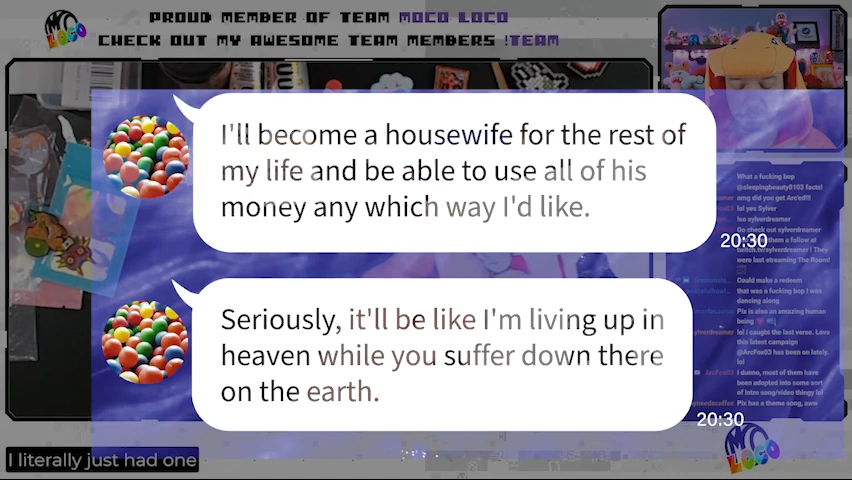 PROUD MEMBER OF TEAM MOCO LOCO
CHECK OUT MY AWESOME TEAM MEMBERS !TEAM
I'll become a housewife for the rest of
my life and be able to use all of his
money any which way I'd like.
20:30
Seriously, it'll be like I'm living up in
heaven while you suffer down there
on the earth.
20:30
What a fucking bop
@sleepingbeauty0103 facts!
omg did you get Arc'ed!!!
lol yes Sylver
lso sylverdreamer
Go check out sylverdreamer
them a follow at
twitch.tv/sylverdreamer ! They
were last streaming The Round
Could make a redeem
that was a fucking bop I was
dancing along
Pix is also an amazing human
being
lol i caught the last verse. Love
this latest campaign
@ArcFox03 has been on lately.
lol
ArcFox03 I dunno, most of them have
been adopted into some sort
of intro song/video thingy lol
Pix has a theme song, aww
I literally just had one
LOCO